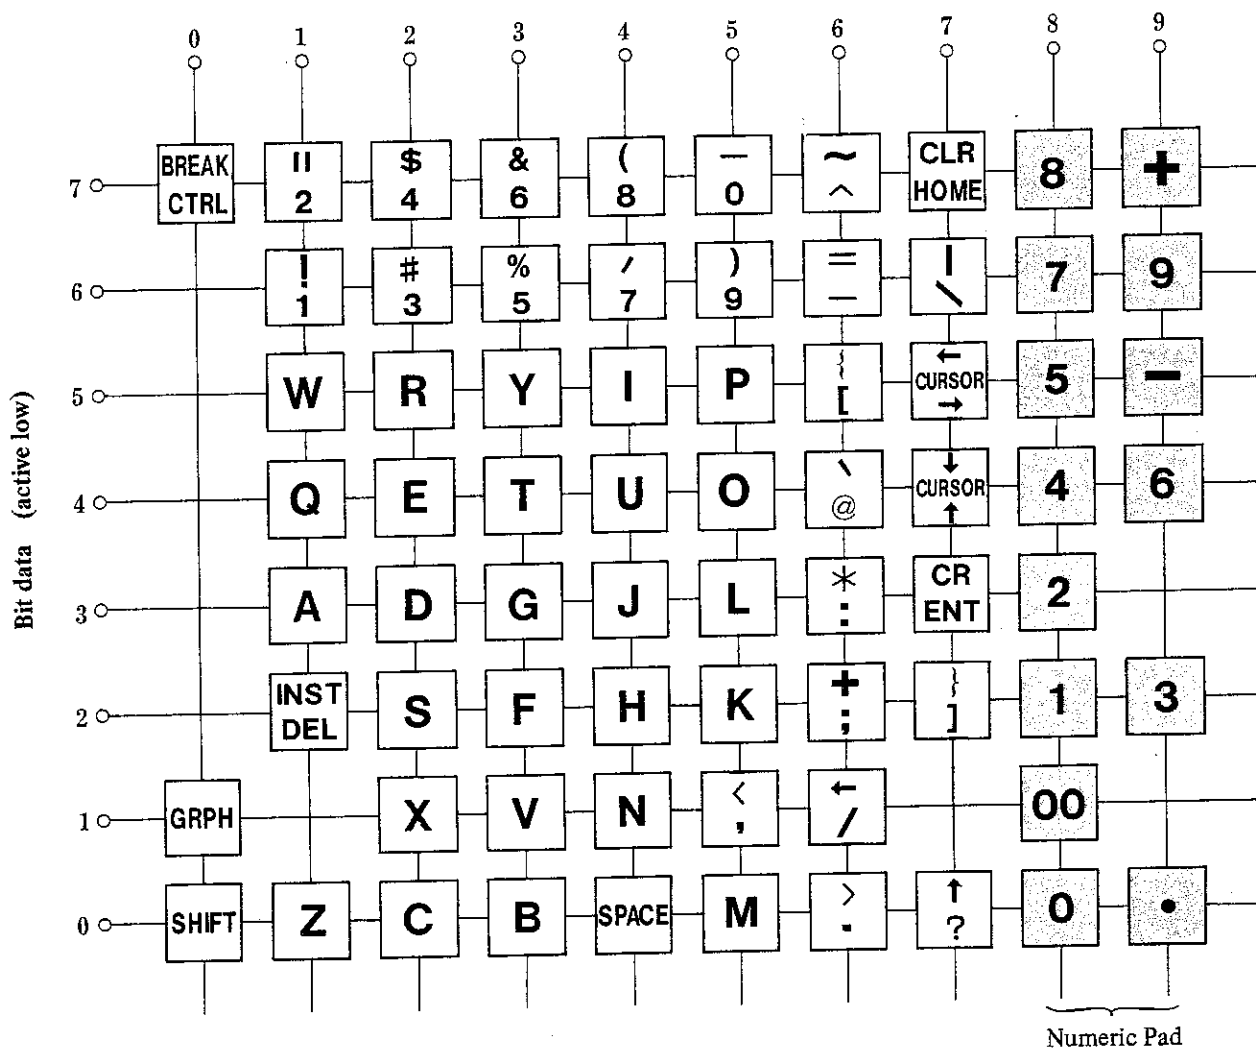 0 1 2 3 4 5 6 7 8 9
BREAK " $ & ( — ~ CLR 8 +
7 CTRL 2 4 6 8 0 ^ HOME
! # % ' ) = | 7 9
6 1 3 5 7 9 — \
W R Y I P { ← 5 −
5 [ CURSOR →
Q E T U O ` ↓ 4 6
4 @ CURSOR ↑
A D G J L * CR 2
3 : ENT
INST S F H K + } 1 3
2 DEL ; ]
1 GRPH X V N < ← 00
, /
0 SHIFT Z C B SPACE M > ↑ 0 •
. ?
Bit data (active low)
Numeric Pad